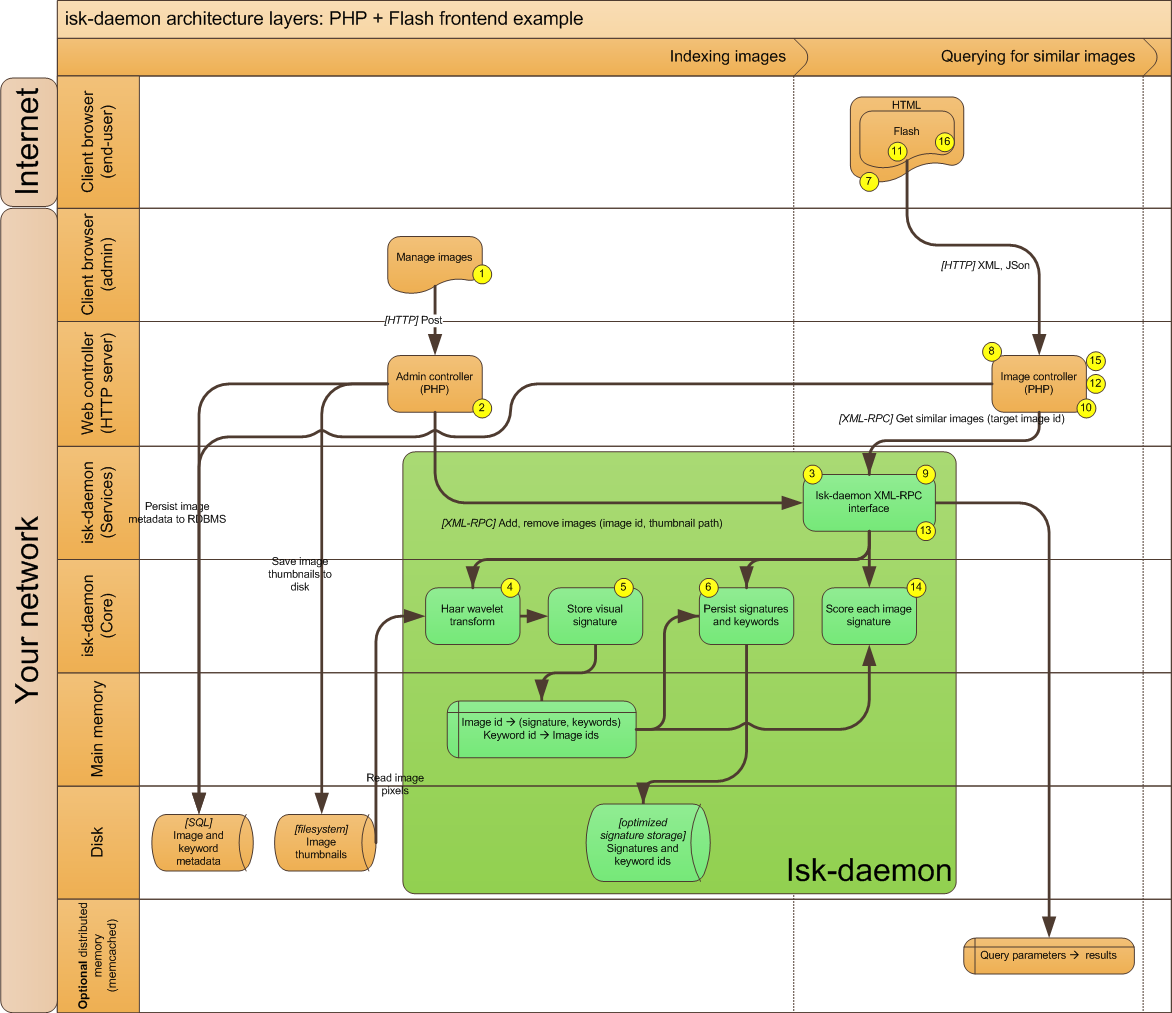 isk-daemon architecture layers: PHP + Flash frontend example
Indexing images
Querying for similar images
Internet
Client browser
(end-user)
HTML
Flash
11
16
7
Your network
Client browser
(admin)
Manage images
1
[HTTP] XML, JSon
[HTTP] Post
Web controller
(HTTP server)
Admin controller
(PHP)
2
8
Image controller
(PHP)
15
12
10
[XML-RPC] Get similar images (target image id)
isk-daemon
(Services)
3
9
Isk-daemon XML-RPC
interface
13
Persist image
metadata to RDBMS
[XML-RPC] Add, remove images (image id, thumbnail path)
Save image
thumbnails to
disk
isk-daemon
(Core)
4
Haar wavelet
transform
5
Store visual
signature
6
Persist signatures
and keywords
14
Score each image
signature
Main memory
Image id → (signature, keywords)
Keyword id → Image ids
Read image
pixels
Disk
[SQL]
Image and
keyword
metadata
[filesystem]
Image
thumbnails
[optimized
signature storage]
Signatures and
keyword ids
Isk-daemon
Optional distributed
memory
(memcached)
Query parameters → results